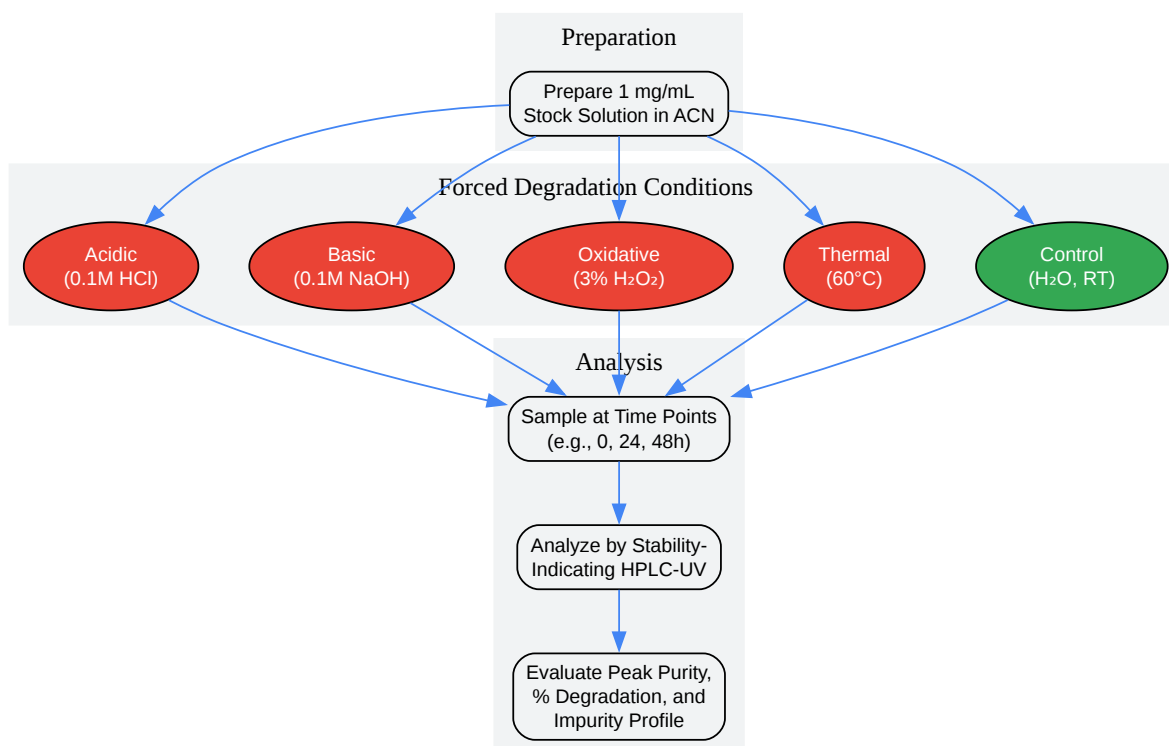 Preparation
Prepare 1 mg/mL
Stock Solution in ACN
Forced Degradation Conditions
Acidic
(0.1M HCl)
Basic
(0.1M NaOH)
Oxidative
(3% H₂O₂)
Thermal
(60°C)
Control
(H₂O, RT)
Analysis
Sample at Time Points
(e.g., 0, 24, 48h)
Analyze by Stability-
Indicating HPLC-UV
Evaluate Peak Purity,
% Degradation, and
Impurity Profile